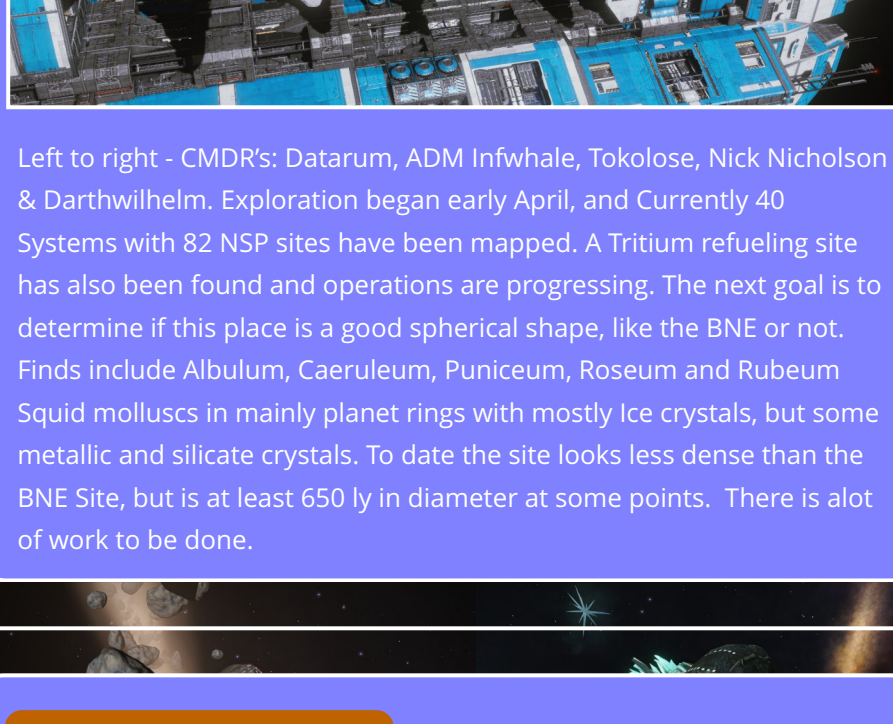 Left to right - CMDR’s: Datarum, ADM Infwhale, Tokolose, Nick Nicholson
& Darthwilhelm. Exploration began early April, and Currently 40
Systems with 82 NSP sites have been mapped. A Tritium refueling site
has also been found and operations are progressing. The next goal is to
determine if this place is a good spherical shape, like the BNE or not.
Finds include Albulum, Caeruleum, Puniceum, Roseum and Rubeum
Squid molluscs in mainly planet rings with mostly Ice crystals, but some
metallic and silicate crystals. To date the site looks less dense than the
BNE Site, but is at least 650 ly in diameter at some points.  There is alot
of work to be done.